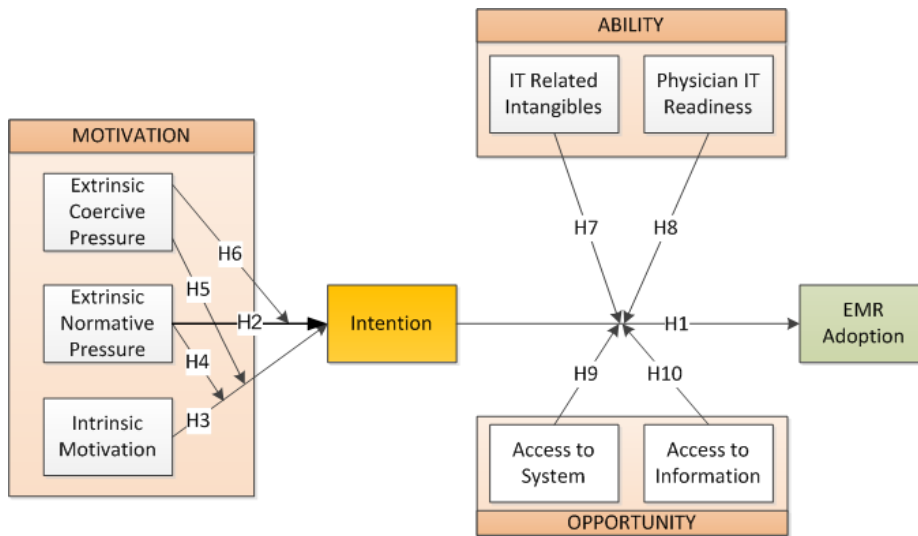 ABILITY
IT Related
Intangibles
Physician IT
Readiness
MOTIVATION
Extrinsic
Coercive
Pressure
H6
H5
Extrinsic
Normative
Pressure
H2
H4
H3
Intrinsic
Motivation
Intention
H7
H8
H1
EMR
Adoption
H9
H10
Access to
System
Access to
Information
OPPORTUNITY